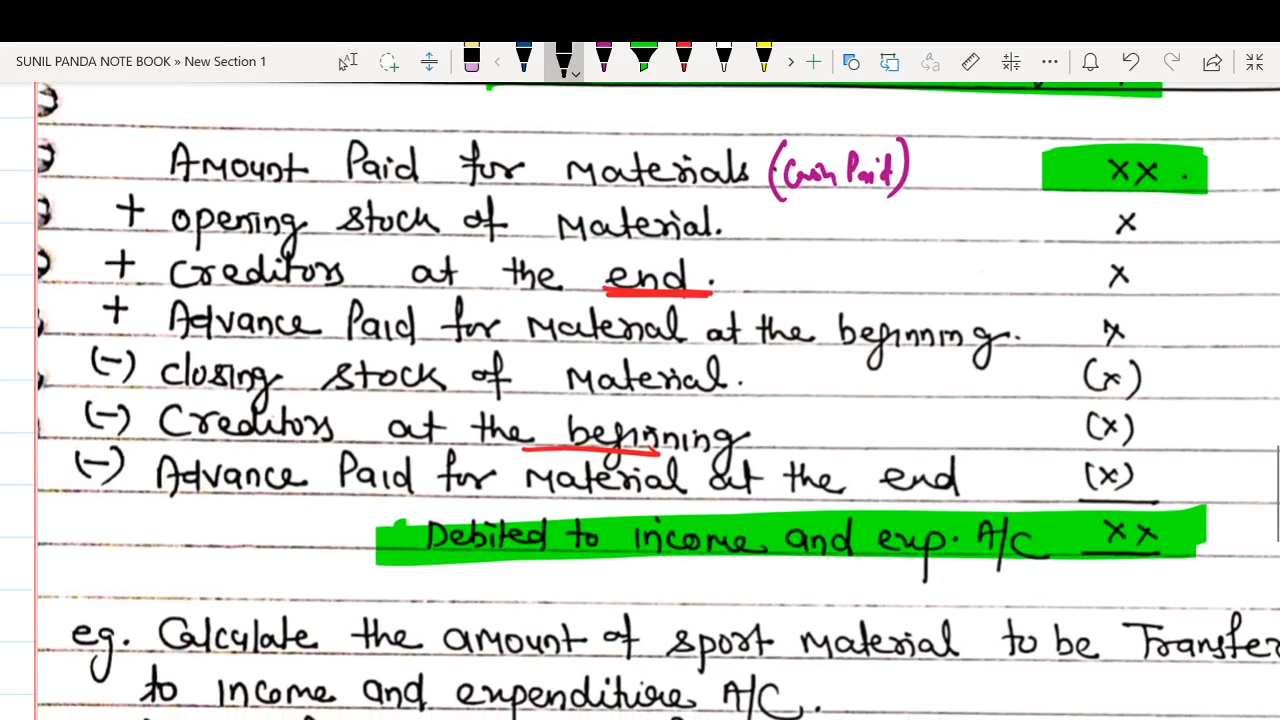 SUNIL PANDA NOTE BOOK » New Section 1
Amount Paid for Materials (Cash Paid) xx.
+ opening stock of Material. x
+ Creditors at the end. x
+ Advance Paid for Material at the beginning. x
(-) closing stock of Material. (x)
(-) Creditors at the beginning (x)
(-) Advance Paid for Material at the end (x)
Debited to income and exp. A/C xx
eg. Calculate the amount of sport material to be Transfer
to income and expenditure A/C.